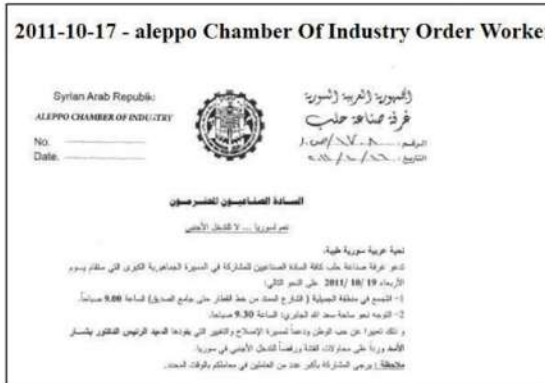 2011-10-17 - aleppo Chamber Of Industry Order Worke
Syrian Arab Republic
ALEPPO CHAMBER OF INDUSTRY
No.
Date.
الجمهورية العربية السورية
غرفة صناعة حلب
الرقم:
التاريخ:
السادة الصناعيون المحترمون
نعم لسوريا ... لا للتدخل الأجنبي
تحية عربية سورية طيبة،
تدعو غرفة صناعة حلب كافة السادة الصناعيين للمشاركة في المسيرة الجماهيرية الكبرى التي ستقام يوم
الأربعاء 19 /10 /2011 على النحو التالي:
1- التجمع في منطقة الجميلية ( الشارع الممتد من خط القطار حتى جامع الصديق) الساعة 9.00 صباحاً.
2- التوجه نحو ساحة سعد الله الجابري: الساعة 9.30 صباحاً.
و ذلك تعبيراً عن حب الوطن ودعماً لمسيرة الإصلاح والتغيير التي يقودها السيد الرئيس الدكتور بشار
الأسد ورداً على محاولات الفتنة ورفضاً للتدخل الأجنبي في سوريا.
ملاحظة : يرجى المشاركة بأكبر عدد من العاملين في معاملكم بالوقت المحدد.